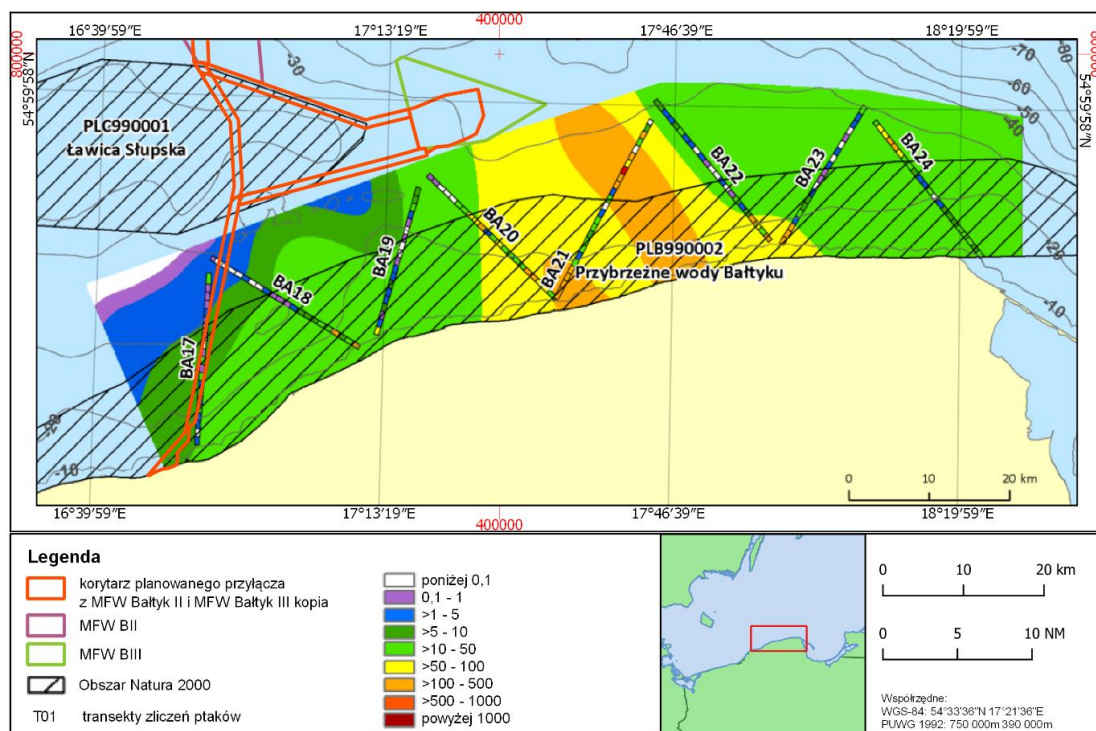 400000
16°39'59"E 17°13'19"E 17°46'39"E 18°19'59"E
800000
54°59'58"N
54°59'58"N
-30
-70
-80
-60
-50
-40
PLC990001
Ławica Słupska
BA22
BA23
BA24
BA20
BA19
BA21
PLB990002
Przybrzeżne wody Bałtyku
BA18
BA17
-20
-10
-20
-10
0 10 20 km
16°39'59"E 17°13'19"E 17°46'39"E 18°19'59"E
400000
Legenda
korytarz planowanego przyłącza
z MFW Bałtyk II i MFW Bałtyk III kopia
MFW BII
MFW BIII
Obszar Natura 2000
T01 transekty zliczeń ptaków
poniżej 0,1
0,1 - 1
>1 - 5
>5 - 10
>10 - 50
>50 - 100
>100 - 500
>500 - 1000
powyżej 1000
0 10 20 km
0 5 10 NM
Współrzędne:
WGS-84: 54°33'36"N 17°21'36"E
PUWG 1992: 750 000m 390 000m